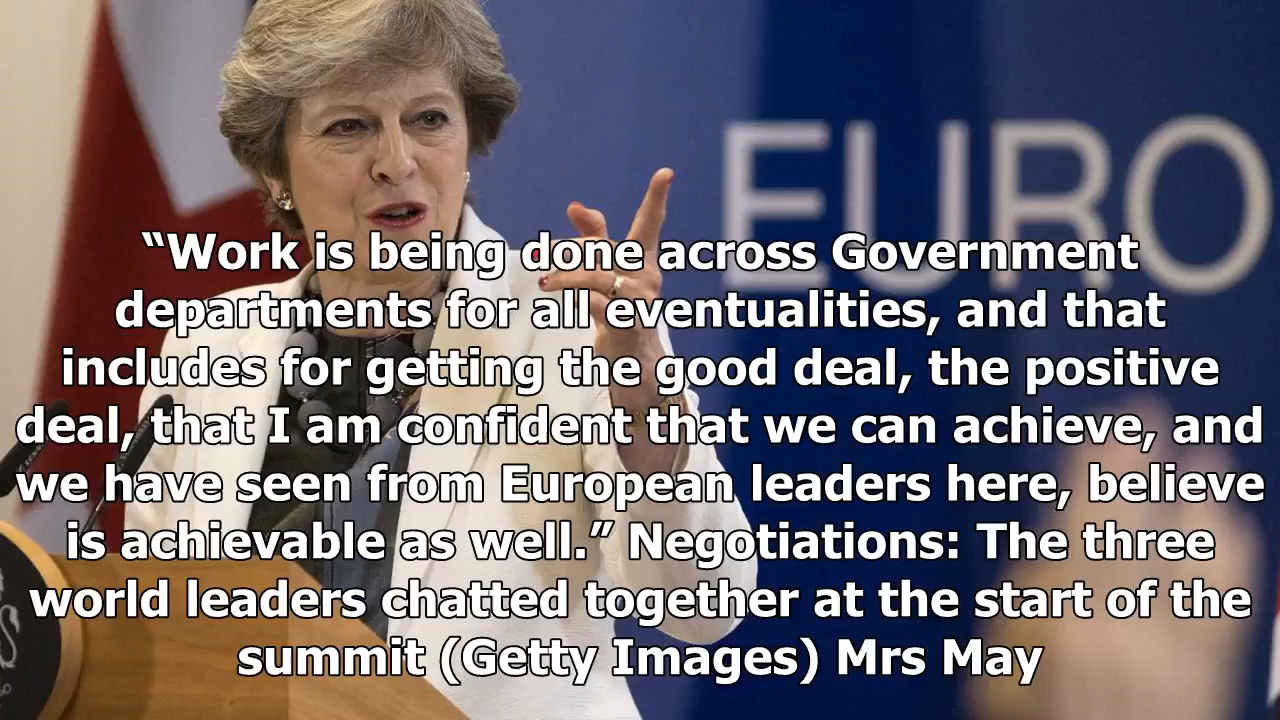 EURO
“Work is being done across Government
departments for all eventualities, and that
includes for getting the good deal, the positive
deal, that I am confident that we can achieve, and
we have seen from European leaders here, believe
is achievable as well.” Negotiations: The three
world leaders chatted together at the start of the
summit (Getty Images) Mrs May